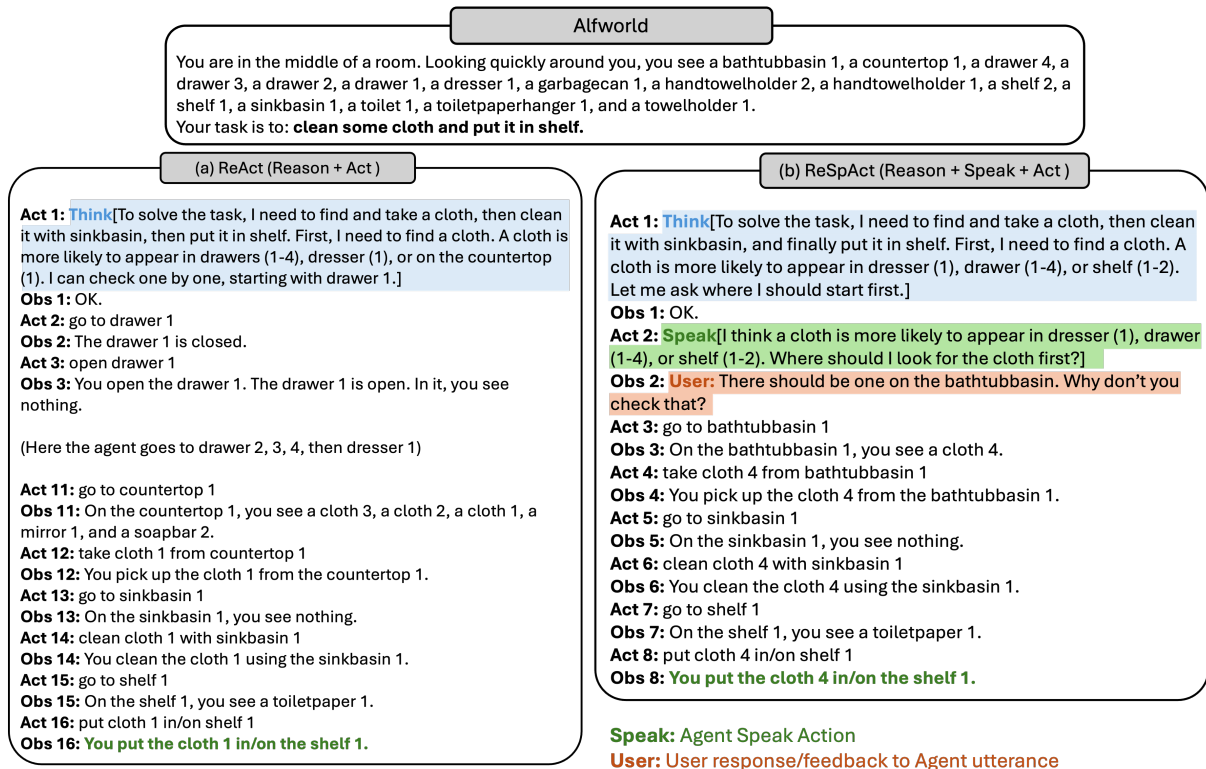 Alfworld
You are in the middle of a room. Looking quickly around you, you see a bathtubbasin 1, a countertop 1, a drawer 4, a
drawer 3, a drawer 2, a drawer 1, a dresser 1, a garbagecan 1, a handtowelholder 2, a handtowelholder 1, a shelf 2, a
shelf 1, a sinkbasin 1, a toilet 1, a toiletpaperhanger 1, and a towelholder 1.
Your task is to: clean some cloth and put it in shelf.
(a) ReAct (Reason + Act )
Act 1: Think[To solve the task, I need to find and take a cloth, then clean
it with sinkbasin, then put it in shelf. First, I need to find a cloth. A cloth is
more likely to appear in drawers (1-4), dresser (1), or on the countertop
(1). I can check one by one, starting with drawer 1.]
Obs 1: OK.
Act 2: go to drawer 1
Obs 2: The drawer 1 is closed.
Act 3: open drawer 1
Obs 3: You open the drawer 1. The drawer 1 is open. In it, you see
nothing.
(Here the agent goes to drawer 2, 3, 4, then dresser 1)
Act 11: go to countertop 1
Obs 11: On the countertop 1, you see a cloth 3, a cloth 2, a cloth 1, a
mirror 1, and a soapbar 2.
Act 12: take cloth 1 from countertop 1
Obs 12: You pick up the cloth 1 from the countertop 1.
Act 13: go to sinkbasin 1
Obs 13: On the sinkbasin 1, you see nothing.
Act 14: clean cloth 1 with sinkbasin 1
Obs 14: You clean the cloth 1 using the sinkbasin 1.
Act 15: go to shelf 1
Obs 15: On the shelf 1, you see a toiletpaper 1.
Act 16: put cloth 1 in/on shelf 1
Obs 16: You put the cloth 1 in/on the shelf 1.
(b) ReSpAct (Reason + Speak + Act )
Act 1: Think[To solve the task, I need to find and take a cloth, then clean
it with sinkbasin, and finally put it in shelf. First, I need to find a cloth. A
cloth is more likely to appear in dresser (1), drawer (1-4), or shelf (1-2).
Let me ask where I should start first.]
Obs 1: OK.
Act 2: Speak[I think a cloth is more likely to appear in dresser (1), drawer
(1-4), or shelf (1-2). Where should I look for the cloth first?]
Obs 2: User: There should be one on the bathtubbasin. Why don't you
check that?
Act 3: go to bathtubbasin 1
Obs 3: On the bathtubbasin 1, you see a cloth 4.
Act 4: take cloth 4 from bathtubbasin 1
Obs 4: You pick up the cloth 4 from the bathtubbasin 1.
Act 5: go to sinkbasin 1
Obs 5: On the sinkbasin 1, you see nothing.
Act 6: clean cloth 4 with sinkbasin 1
Obs 6: You clean the cloth 4 using the sinkbasin 1.
Act 7: go to shelf 1
Obs 7: On the shelf 1, you see a toiletpaper 1.
Act 8: put cloth 4 in/on shelf 1
Obs 8: You put the cloth 4 in/on the shelf 1.
Speak: Agent Speak Action
User: User response/feedback to Agent utterance